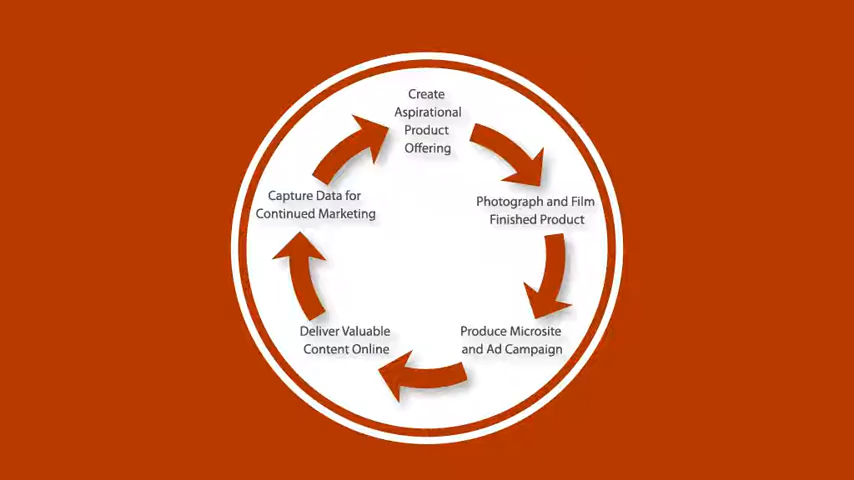 Create
Aspirational
Product
Offering
Photograph and Film
Finished Product
Produce Microsite
and Ad Campaign
Deliver Valuable
Content Online
Capture Data for
Continued Marketing